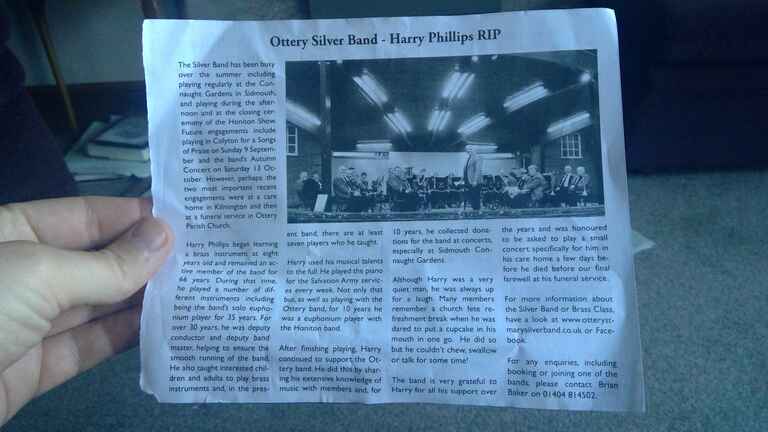 Ottery Silver Band - Harry Phillips RIP
The Silver Band has been busy
over the summer including
playing regularly at the Con-
naught Gardens in Sidmouth,
and playing during the after-
noon and at the closing cer-
emony of the Honiton Show.
Future engagements include
playing in Colyton for a Songs
of Praise on Sunday 9 Septem-
ber and the band's Autumn
Concert on Saturday 13 Oc-
tober. However, perhaps the
two most important recent
engagements were at a care
home in Kilmington and then
at a funeral service in Ottery
Parish Church.
Harry Phillips began learning
a brass instrument at eight
years old and remained an ac-
tive member of the band for
66 years. During that time,
he played a number of dif-
ferent instruments including
being the band's solo eupho-
nium player for 35 years. For
over 30 years, he was deputy
conductor and deputy band
master, helping to ensure the
smooth running of the band.
He also taught interested chil-
dren and adults to play brass
instruments and, in the pres-
ent band, there are at least
seven players who he taught.
Harry used his musical talents
to the full. He played the piano
for the Salvation Army services
every week. Not only that
but, as well as playing with the
Ottery band, for 10 years he
was a euphonium player with
the Honiton band.
After finishing playing, Harry
continued to support the Ot-
tery band. He did this by shar-
ing his extensive knowledge of
music with members and, for
10 years, he collected dona-
tions for the band at concerts,
especially at Sidmouth Con-
naught Gardens.
Although Harry was a very
quiet man, he was always up
for a laugh. Many members
remember a church fete re-
freshment break when he was
dared to put a cupcake in his
mouth in one go. He did so
but he couldn't chew, swallow
or talk for some time!
The band is very grateful to
Harry for all his support over
the years and was honoured
to be asked to play a small
concert specifically for him in
his care home a few days be-
fore he died before our final
farewell at his funeral service.
For more information about
the Silver Band or Brass Class,
have a look at www.otteryst-
marysilverband.co.uk or Face-
book.
For any enquiries, including
booking or joining one of the
bands, please contact Brian
Baker on 01404 814502.